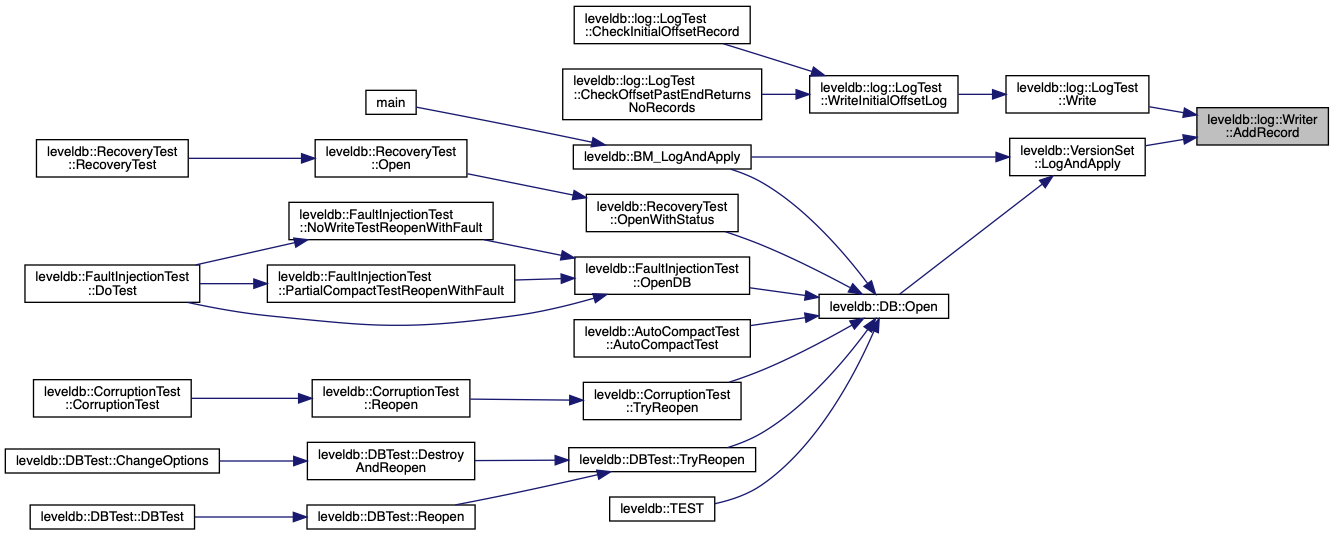 leveldb::log::LogTest
::CheckInitialOffsetRecord
leveldb::log::LogTest
::CheckOffsetPastEndReturns
NoRecords
leveldb::log::LogTest
::WriteInitialOffsetLog
leveldb::log::LogTest
::Write
main
leveldb::log::Writer
::AddRecord
leveldb::RecoveryTest
::RecoveryTest
leveldb::RecoveryTest
::Open
leveldb::BM_LogAndApply
leveldb::VersionSet
::LogAndApply
leveldb::RecoveryTest
::OpenWithStatus
leveldb::FaultInjectionTest
::NoWriteTestReopenWithFault
leveldb::FaultInjectionTest
::DoTest
leveldb::FaultInjectionTest
::PartialCompactTestReopenWithFault
leveldb::FaultInjectionTest
::OpenDB
leveldb::DB::Open
leveldb::AutoCompactTest
::AutoCompactTest
leveldb::CorruptionTest
::CorruptionTest
leveldb::CorruptionTest
::Reopen
leveldb::CorruptionTest
::TryReopen
leveldb::DBTest::ChangeOptions
leveldb::DBTest::Destroy
AndReopen
leveldb::DBTest::TryReopen
leveldb::DBTest::DBTest
leveldb::DBTest::Reopen
leveldb::TEST